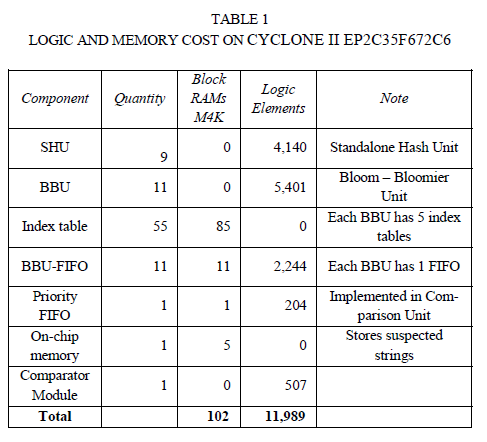 TABLE 1
LOGIC AND MEMORY COST ON CYCLONE II EP2C35F672C6
Component Quantity Block RAMs M4K Logic Elements Note
SHU 9 0 4,140 Standalone Hash Unit
BBU 11 0 5,401 Bloom – Bloomier Unit
Index table 55 85 0 Each BBU has 5 index tables
BBU-FIFO 11 11 2,244 Each BBU has 1 FIFO
Priority FIFO 1 1 204 Implemented in Com-parison Unit
On-chip memory 1 5 0 Stores suspected strings
Comparator Module 1 0 507
Total 102 11,989